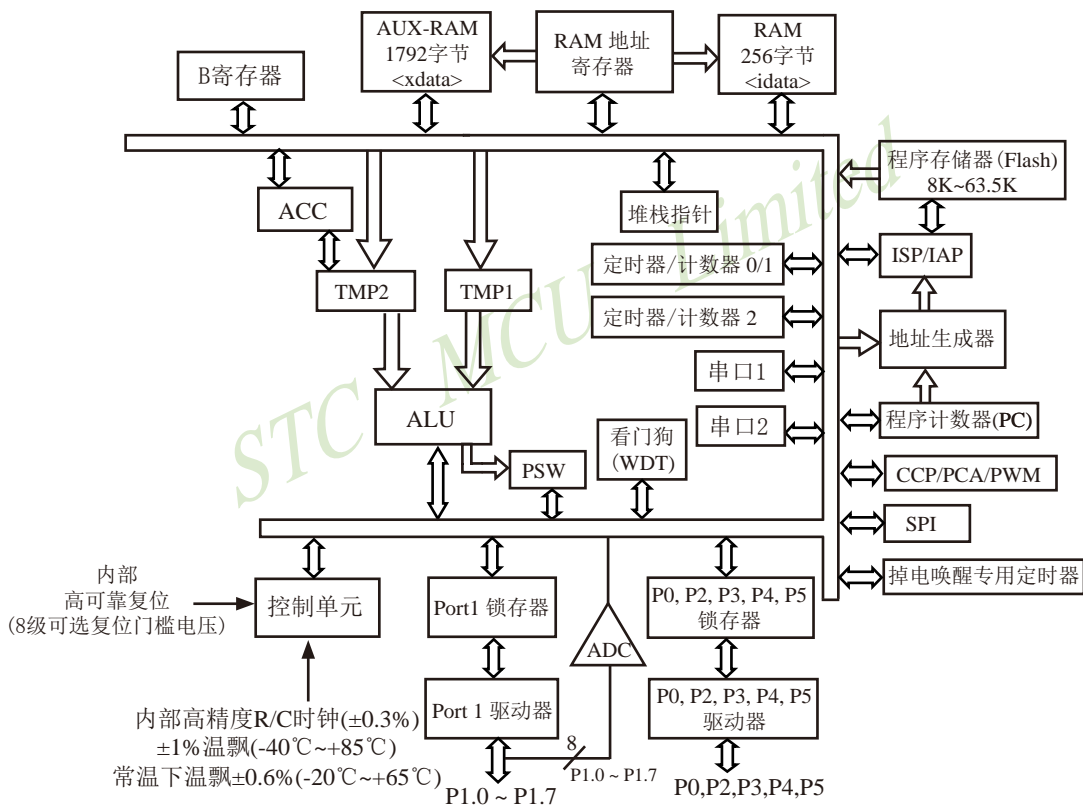 AUX-RAM
1792字节
<xdata>
RAM 地址
寄存器
RAM
256字节
<idata>
B寄存器
程序存储器(Flash)
8K~63.5K
ACC
堆栈指针
ISP/IAP
定时器/计数器 0/1
TMP2
TMP1
定时器/计数器 2
地址生成器
串口1
ALU
串口2
程序计数器(PC)
看门狗
(WDT)
PSW
CCP/PCA/PWM
SPI
掉电唤醒专用定时器
内部
高可靠复位
(8级可选复位门槛电压)
控制单元
Port1 锁存器
P0, P2, P3, P4, P5
锁存器
ADC
Port 1 驱动器
P0, P2, P3, P4, P5
驱动器
内部高精度R/C时钟(±0.3%)
±1%温飘(-40℃~+85℃)
常温下温飘±0.6%(-20℃~+65℃)
8
P1.0 ~ P1.7
P1.0 ~ P1.7
P0,P2,P3,P4,P5
STC MCU Limited